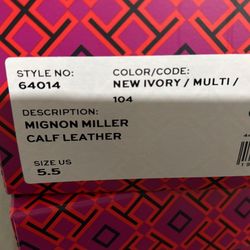 STYLE NO:
64014
COLOR/CODE:
NEW IVORY / MULTI /
104
DESCRIPTION:
MIGNON MILLER
CALF LEATHER
SIZE US
5.5